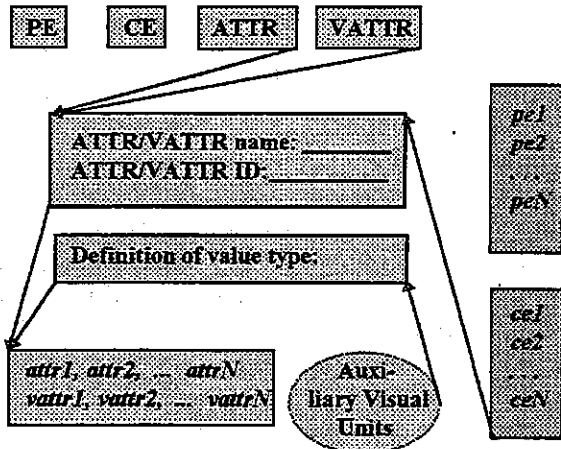 PE CE ATTR VATTR
ATTR/VATTR name: ________
ATTR/VATTR ID:__________
pe1
pe2
. . .
peN
Definition of value type:
attr1, attr2, ... attrN
vattr1, vattr2, ... vattrN
Auxi-
liary Visual
Units
ce1
ce2
. . .
ceN